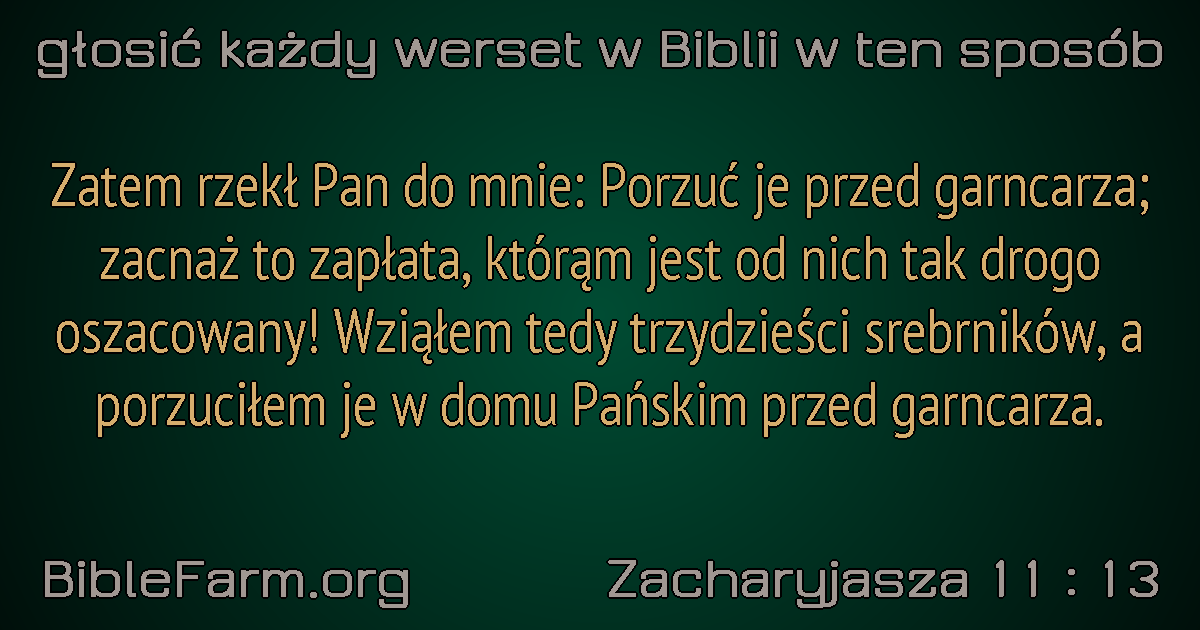 głosić każdy werset w Biblii w ten sposób
Zatem rzekł Pan do mnie: Porzuć je przed garncarza;
zacnaż to zapłata, którąm jest od nich tak drogo
oszacowany! Wziąłem tedy trzydzieści srebrników, a
porzuciłem je w domu Pańskim przed garncarza.
BibleFarm.org
Zacharyjasza 11 : 13